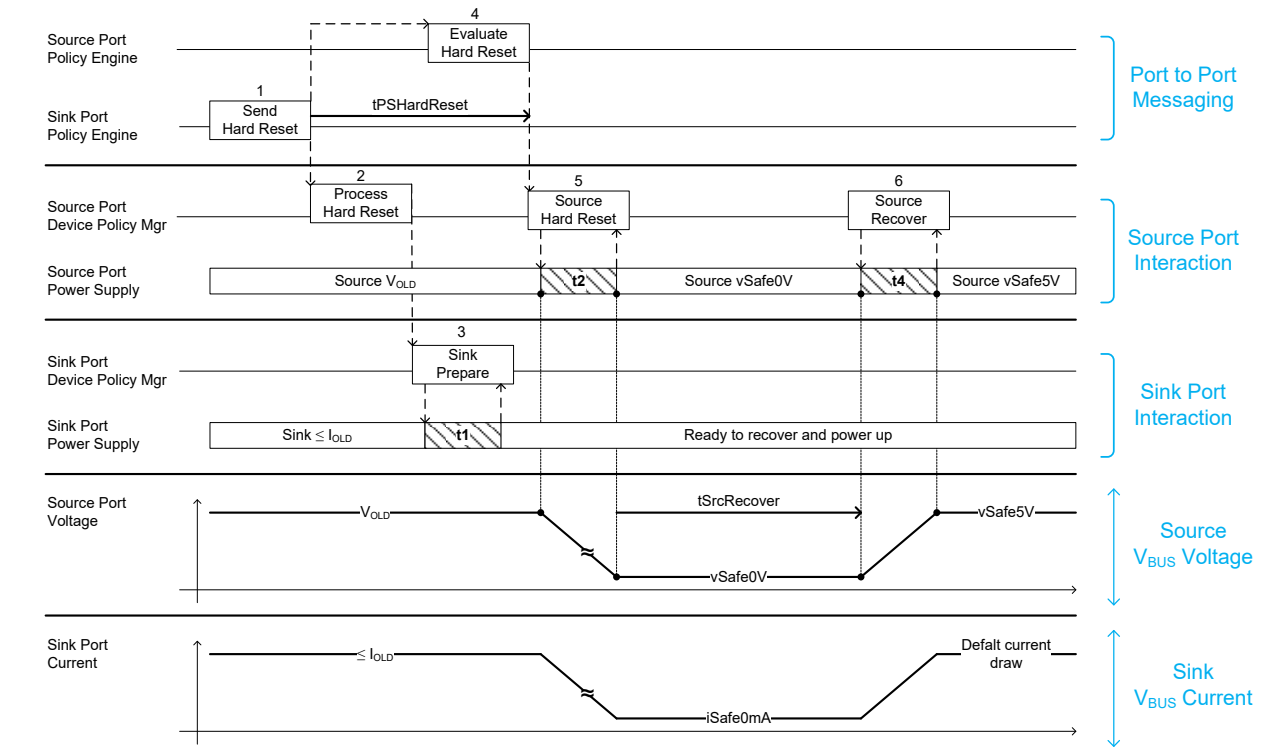 4
Source Port
Policy Engine
Evaluate
Hard Reset
Port to Port
Messaging
1
Sink Port
Policy Engine
Send
Hard Reset
tPSHardReset
2
5
6
Source Port
Device Policy Mgr
Process
Hard Reset
Source
Hard Reset
Source
Recover
Source Port
Interaction
Source Port
Power Supply
Source VOLD
t2
Source vSafe0V
t4
Source vSafe5V
3
Sink Port
Device Policy Mgr
Sink
Prepare
Sink Port
Interaction
Sink Port
Power Supply
Sink ≤ IOLD
t1
Ready to recover and power up
Source Port
Voltage
VOLD
tSrcRecover
vSafe5V
≈
vSafe0V
Source
VBUS Voltage
Sink Port
Current
≤ IOLD
Defalt current
draw
≈
iSafe0mA
Sink
VBUS Current